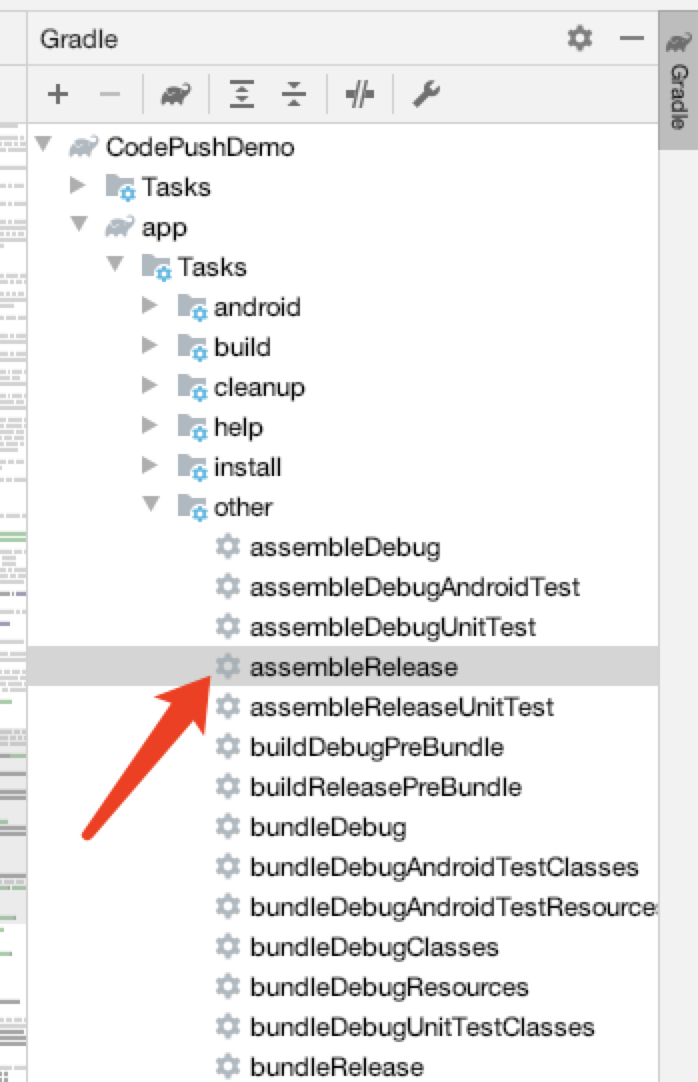 Gradle
Gradle
CodePushDemo
Tasks
app
Tasks
android
build
cleanup
help
install
other
assembleDebug
assembleDebugAndroidTest
assembleDebugUnitTest
assembleRelease
assembleReleaseUnitTest
buildDebugPreBundle
buildReleasePreBundle
bundleDebug
bundleDebugAndroidTestClasses
bundleDebugAndroidTestResource
bundleDebugClasses
bundleDebugResources
bundleDebugUnitTestClasses
bundleRelease